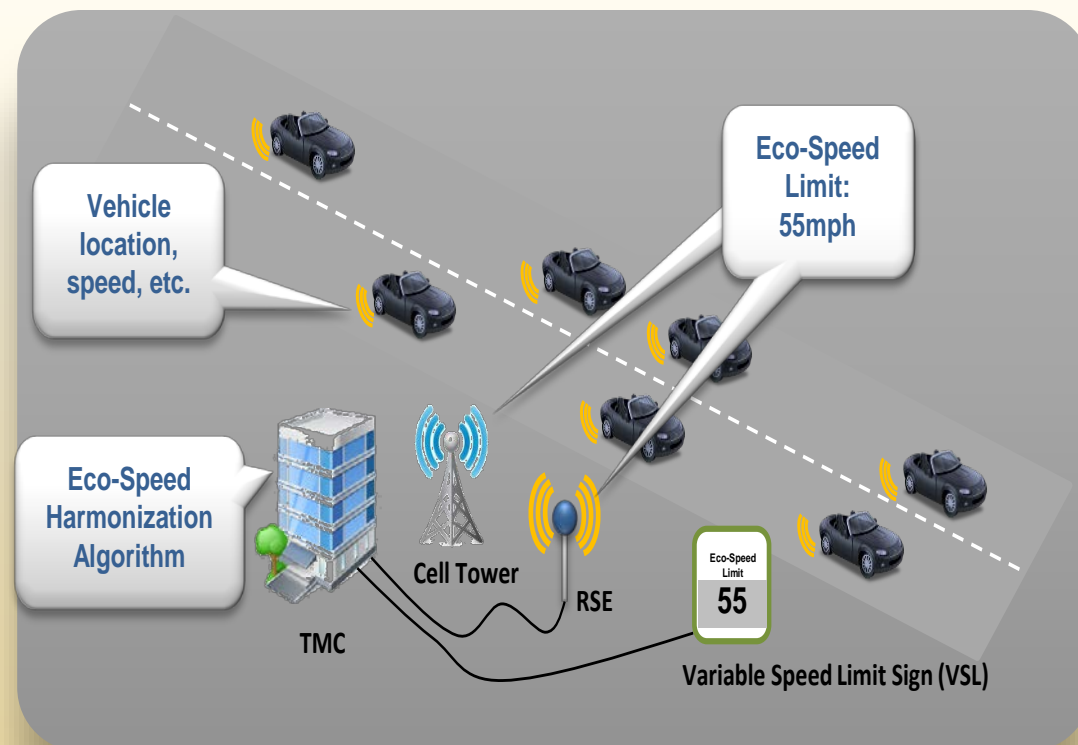 Eco-Speed
Limit:
55mph
Vehicle
location,
speed, etc.
Eco-Speed
Harmonization
Algorithm
Cell Tower
RSE
TMC
Eco-Speed
Limit
55
Variable Speed Limit Sign (VSL)